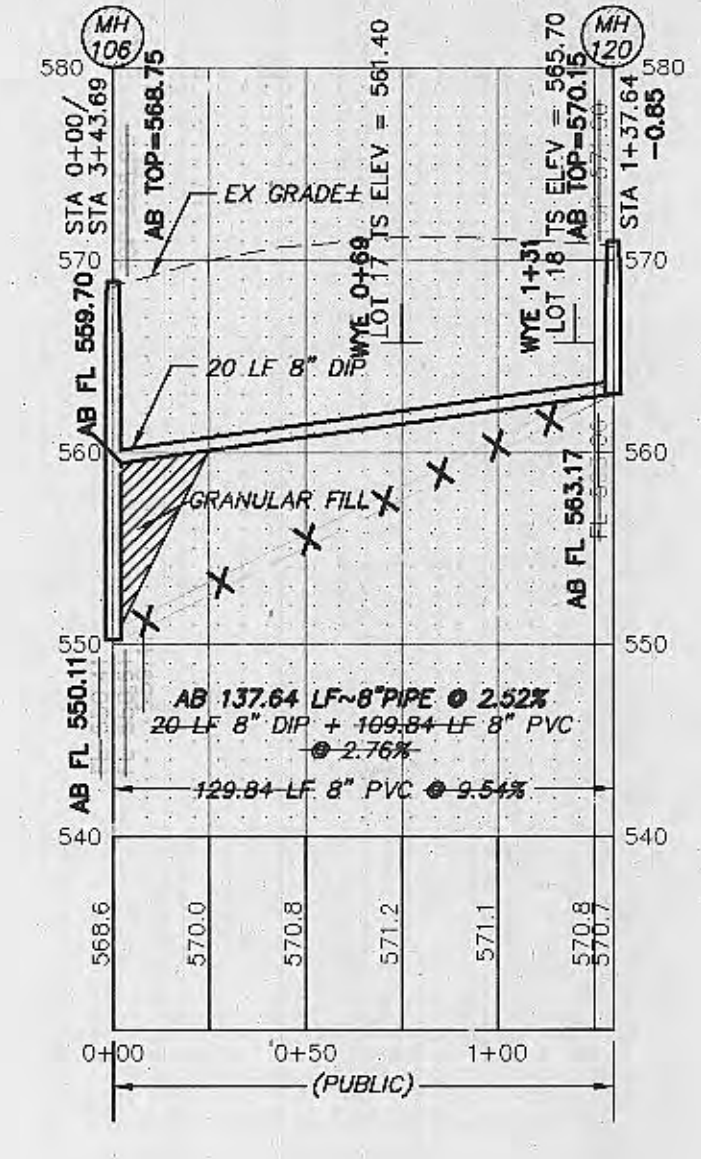 MH
106
MH
120
580
580
STA 0+00/
STA 3+43.69
AB TOP=568.75
EX GRADE±
WYE 0+69
LOT 17 TS ELEV = 561.40
WYE 1+31
LOT 18 TS ELEV = 565.70
AB TOP=570.15
STA 1+37.64
-0.85
570
570
AB FL 559.70
20 LF 8" DIP
560
560
GRANULAR FILL
AB FL 563.17
550
550
AB FL 550.11
AB 137.64 LF~8"PIPE @ 2.52%
20 LF 8" DIP + 109.84 LF 8" PVC
@ 2.76%
129.84 LF 8" PVC @ 9.54%
540
540
568.6
570.0
570.8
571.2
571.1
570.8
570.7
0+00
0+50
1+00
(PUBLIC)